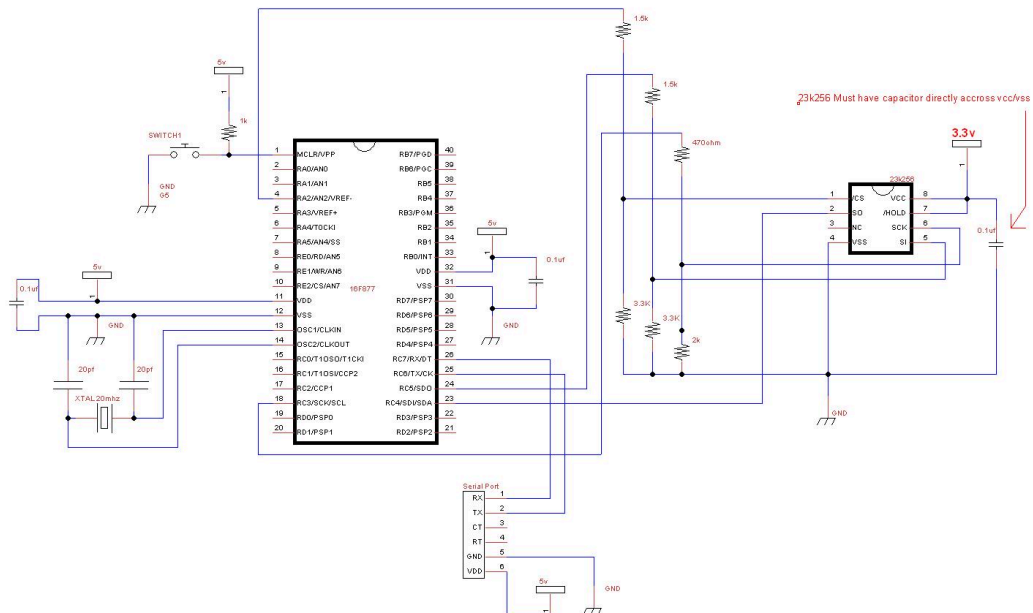 1.5k
5v
1.5k
23k256 Must have capacitor directly accross vcc/vss
1
1k
SWITCH1
470ohm
3.3v
1
GND
G5
1 MCLR/VPP RB7/PGD 40
2 RA0/AN0 RB6/PGC 39
3 RA1/AN1 RB5 38
4 RA2/AN2/VREF- RB4 37
5 RA3/VREF+ RB3/PGM 36
6 RA4/TOCKI RB2 35
7 RA5/AN4/SS RB1 34
8 RE0/RD/AN5 RB0/INT 33
9 RE1/WR/AN6 VDD 32
10 RE2/CS/AN7 VSS 31
11 VDD RD7/PSP7 30
12 VSS RD6/PSP6 29
13 OSC1/CLKIN RD5/PSP5 28
14 OSC2/CLKOUT RD4/PSP4 27
15 RC0/T1OSO/T1CKI RC7/RX/DT 26
16 RC1/T1OSI/CCP2 RC6/TX/CK 25
17 RC2/CCP1 RC5/SDO 24
18 RC3/SCK/SCL RC4/SDI/SDA 23
19 RD0/PSP0 RD3/PSP3 22
20 RD1/PSP1 RD2/PSP2 21
16F877
23k256
1 /CS VCC 8
2 SO /HOLD 7
3 NC SCK 6
4 VSS SI 5
0.1uf
5v
1
0.1uf
GND
5v
1
0.1uf
GND
20pf
20pf
XTAL20mhz
3.3K
3.3K
2k
GND
Serial Port
RX 1
TX 2
CT 3
RT 4
GND 5
VDD 6
5v
1
GND